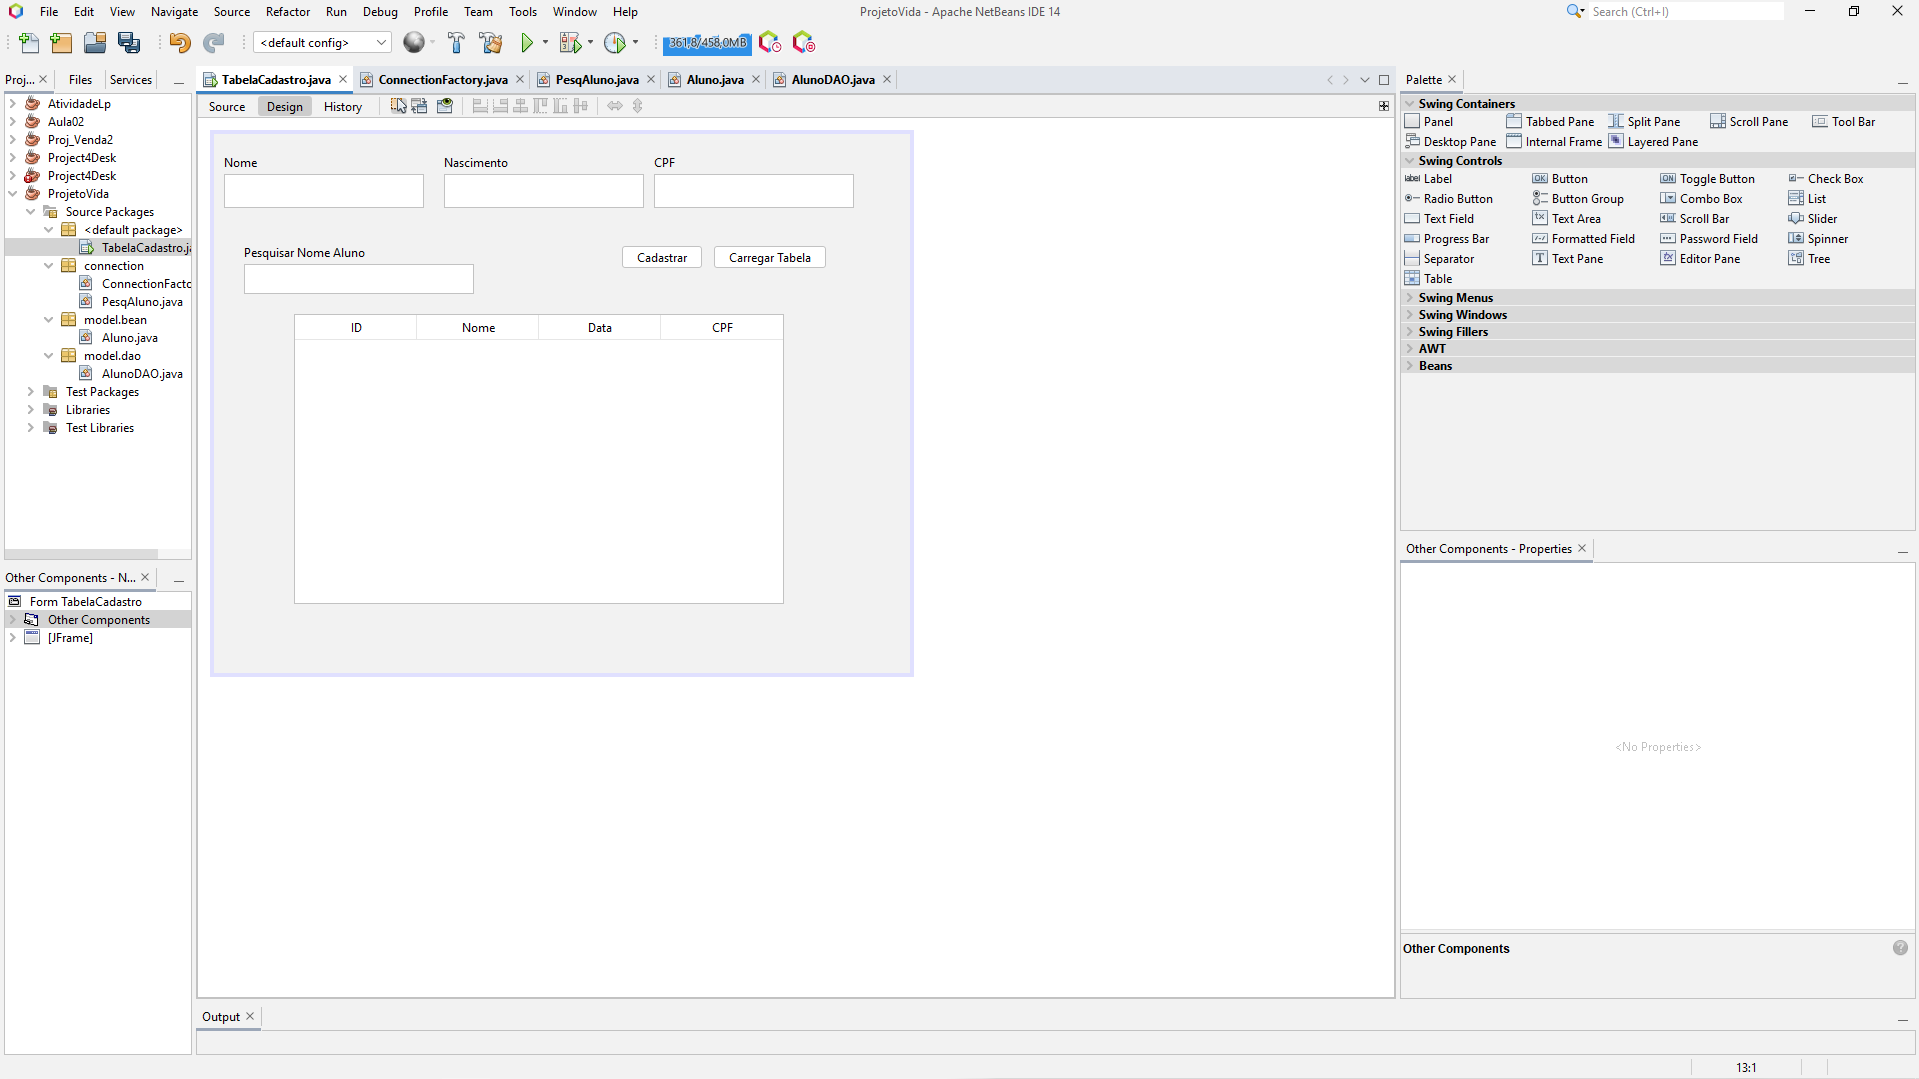 File Edit View Navigate Source Refactor Run Debug Profile Team Tools Window Help
ProjetoVida - Apache NetBeans IDE 14
Search (Ctrl+I)
<default config>
361,8/458,0MB
Proj... Files Services
AtividadeLp
Aula02
Proj_Venda2
Project4Desk
Project4Desk
ProjetoVida
Source Packages
<default package>
TabelaCadastro.ja
connection
ConnectionFacto
PesqAluno.java
model.bean
Aluno.java
model.dao
AlunoDAO.java
Test Packages
Libraries
Test Libraries
Other Components - N...
Form TabelaCadastro
Other Components
[JFrame]
TabelaCadastro.java ConnectionFactory.java PesqAluno.java Aluno.java AlunoDAO.java
Source Design History
Nome Nascimento CPF
Pesquisar Nome Aluno
Cadastrar Carregar Tabela
ID Nome Data CPF
Output
Palette
Swing Containers
Panel Tabbed Pane Split Pane Scroll Pane Tool Bar
Desktop Pane Internal Frame Layered Pane
Swing Controls
label Label OK Button ON Toggle Button Check Box
Radio Button Button Group Combo Box List
Text Field Text Area Scroll Bar Slider
Progress Bar Formatted Field Password Field Spinner
Separator Text Pane Editor Pane Tree
Table
Swing Menus
Swing Windows
Swing Fillers
AWT
Beans
Other Components - Properties
<No Properties>
Other Components
13:1